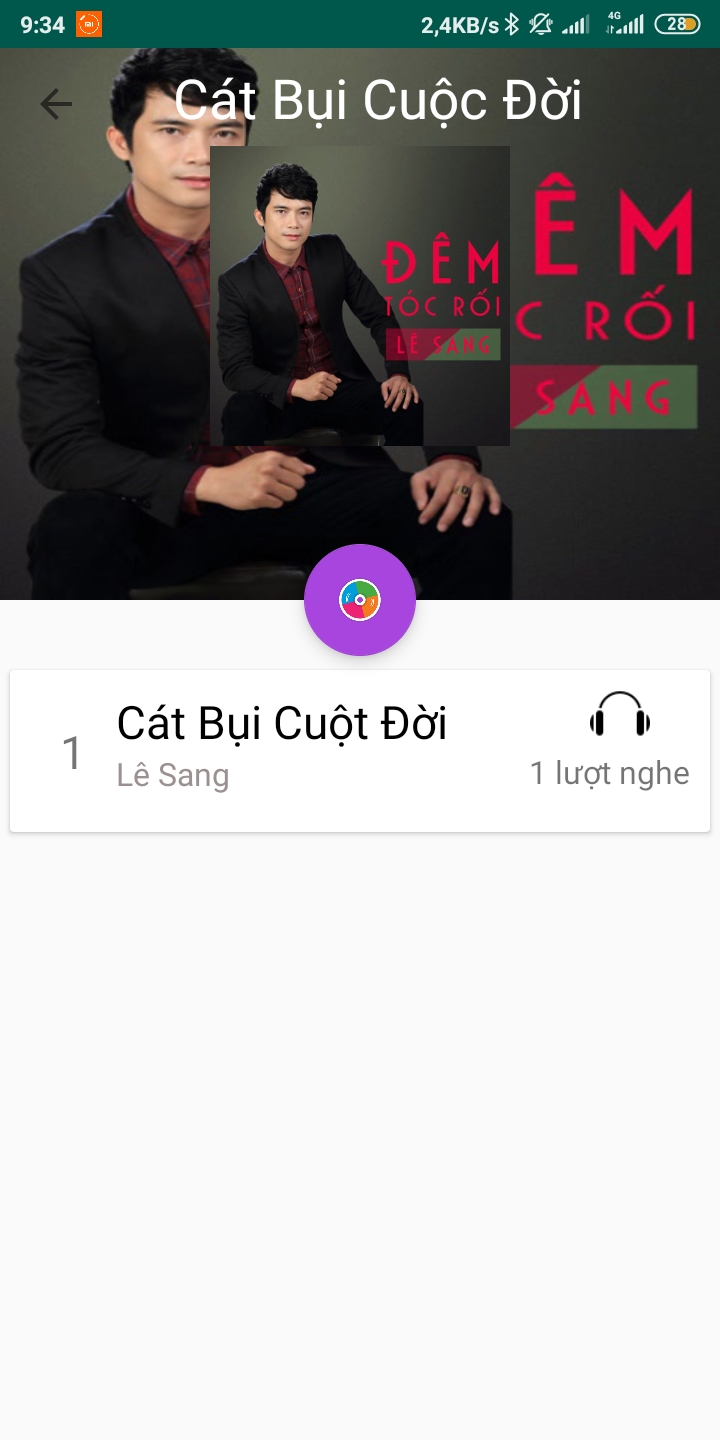 9:34 2,4KB/s 4G 28
Cát Bụi Cuộc Đời
ĐÊM
TÓC RỐI
LÊ SANG
ÊM
C RỐI
SANG
1
Cát Bụi Cuột Đời
Lê Sang
1 lượt nghe